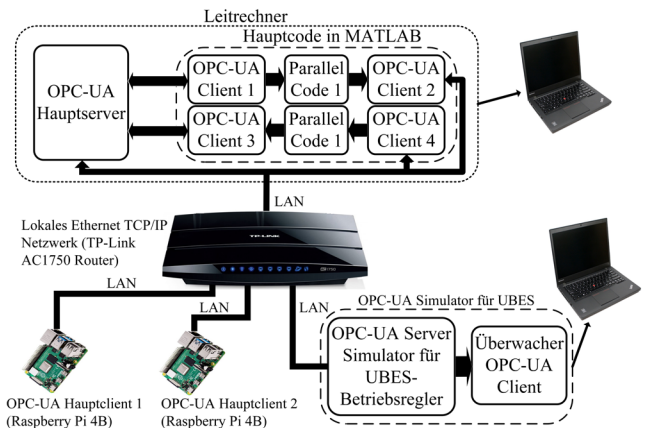 Leitrechner
Hauptcode in MATLAB
OPC-UA
Hauptserver
OPC-UA
Client 1
Parallel
Code 1
OPC-UA
Client 2
OPC-UA
Client 3
Parallel
Code 1
OPC-UA
Client 4
LAN
Lokales Ethernet TCP/IP
Netzwerk (TP-Link
AC1750 Router)
TP-LINK
LAN
LAN
LAN
OPC-UA Simulator für UBES
OPC-UA Server
Simulator für
UBES-
Betriebsregler
Überwacher
OPC-UA
Client
OPC-UA Hauptclient 1
(Raspberry Pi 4B)
OPC-UA Hauptclient 2
(Raspberry Pi 4B)